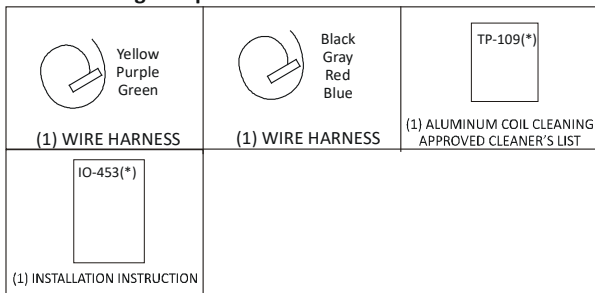 Yellow
Purple
Green
(1) WIRE HARNESS
Black
Gray
Red
Blue
(1) WIRE HARNESS
TP-109(*)
(1) ALUMINUM COIL CLEANING
APPROVED CLEANER'S LIST
IO-453(*)
(1) INSTALLATION INSTRUCTION